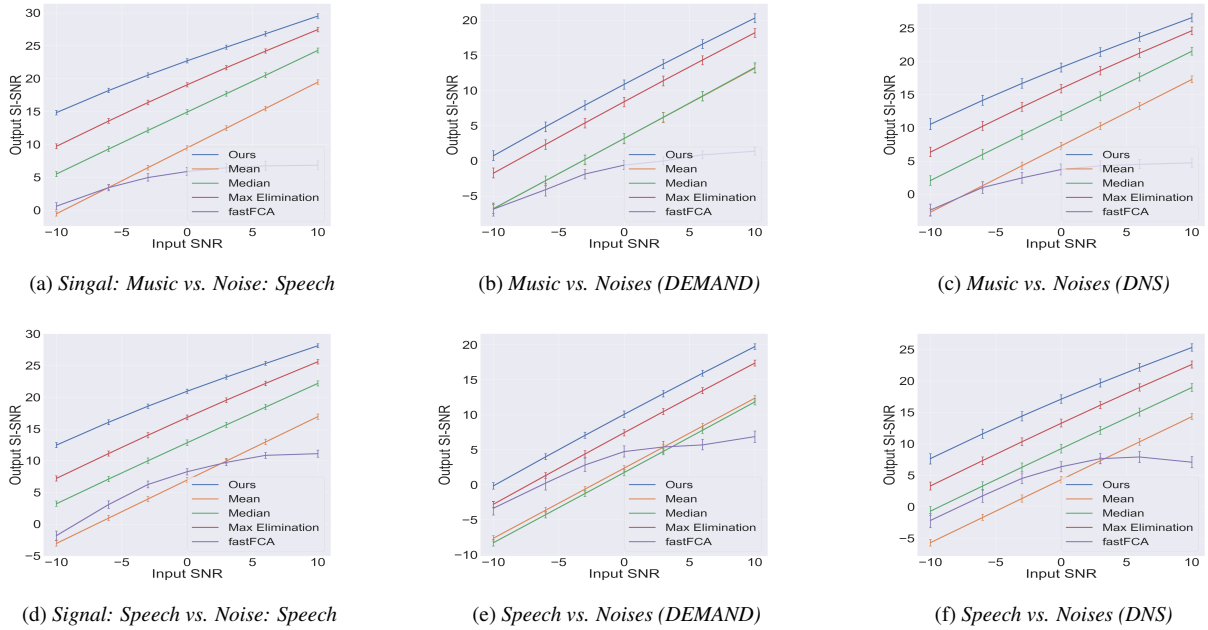 30
25
20
15
10
5
0
Output SI-SNR
−10
−5
0
5
10
Input SNR
Ours
Mean
Median
Max Elimination
fastFCA
(a) Singal: Music vs. Noise: Speech
20
15
10
5
0
−5
Output SI-SNR
−10
−5
0
5
10
Input SNR
Ours
Mean
Median
Max Elimination
fastFCA
(b) Music vs. Noises (DEMAND)
25
20
15
10
5
0
Output SI-SNR
−10
−5
0
5
10
Input SNR
Ours
Mean
Median
Max Elimination
fastFCA
(c) Music vs. Noises (DNS)
30
25
20
15
10
5
0
−5
Output SI-SNR
−10
−5
0
5
10
Input SNR
Ours
Mean
Median
Max Elimination
fastFCA
(d) Signal: Speech vs. Noise: Speech
20
15
10
5
0
−5
−10
Output SI-SNR
−10
−5
0
5
10
Input SNR
Ours
Mean
Median
Max Elimination
fastFCA
(e) Speech vs. Noises (DEMAND)
25
20
15
10
5
0
−5
Output SI-SNR
−10
−5
0
5
10
Input SNR
Ours
Mean
Median
Max Elimination
fastFCA
(f) Speech vs. Noises (DNS)